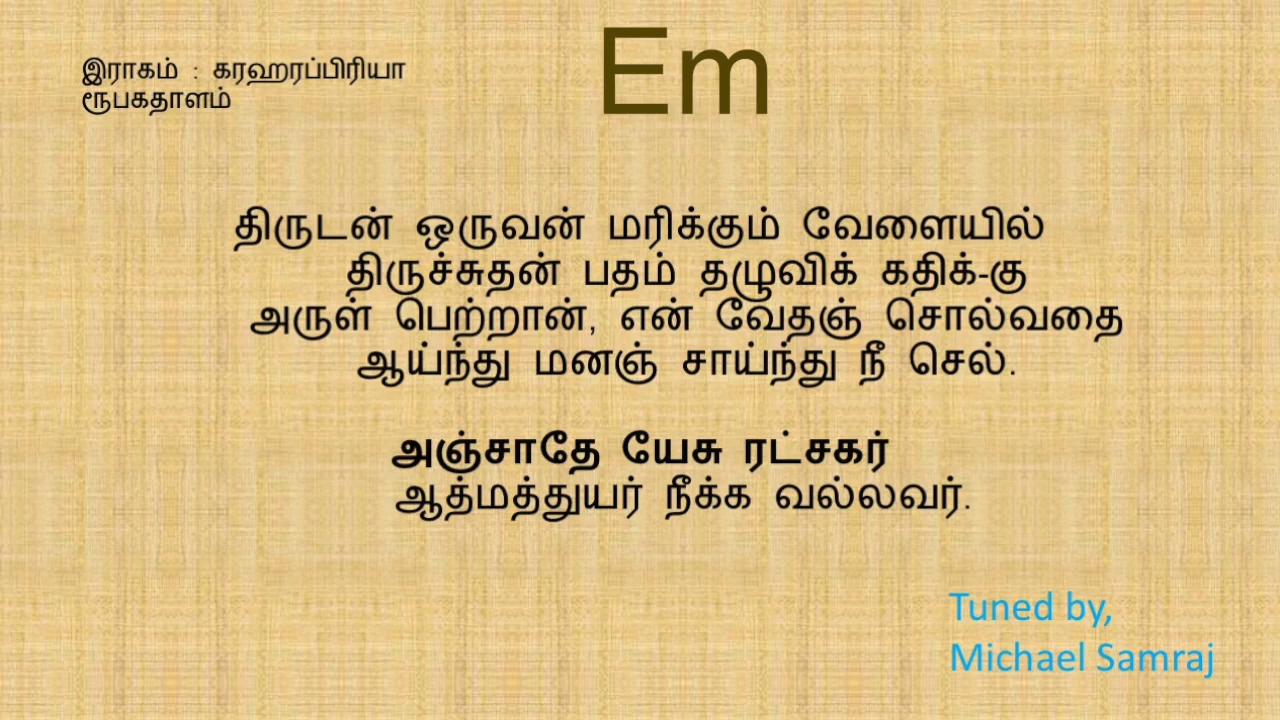 இராகம் : கரஹரப்பிரியா
ரூபகதாளம்
Em
திருடன் ஒருவன் மரிக்கும் வேளையில்
திருச்சுதன் பதம் தழுவிக் கதிக்-கு
அருள் பெற்றான், என் வேதஞ் சொல்வதை
ஆய்ந்து மனஞ் சாய்ந்து நீ செல்.
அஞ்சாதே யேசு ரட்சகர்
ஆத்மத்துயர் நீக்க வல்லவர்.
Tuned by,
Michael Samraj